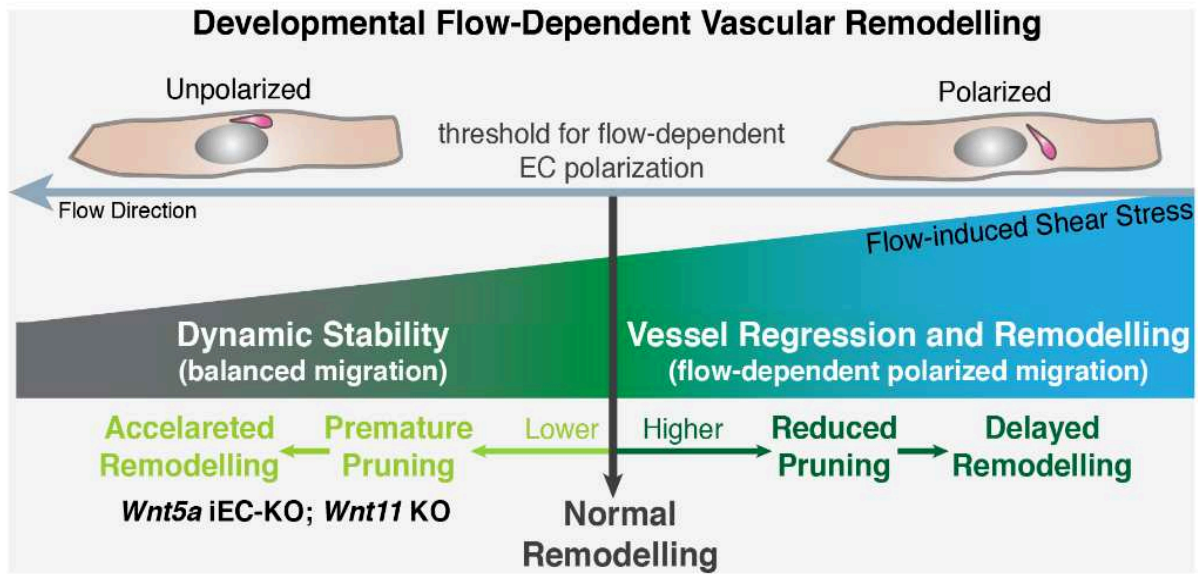 Developmental Flow-Dependent Vascular Remodelling
Unpolarized
Polarized
threshold for flow-dependent
EC polarization
Flow Direction
Flow-induced Shear Stress
Dynamic Stability
(balanced migration)
Vessel Regression and Remodelling
(flow-dependent polarized migration)
Accelareted
Remodelling
Premature
Pruning
Lower
Higher
Reduced
Pruning
Delayed
Remodelling
Wnt5a iEC-KO; Wnt11 KO
Normal
Remodelling